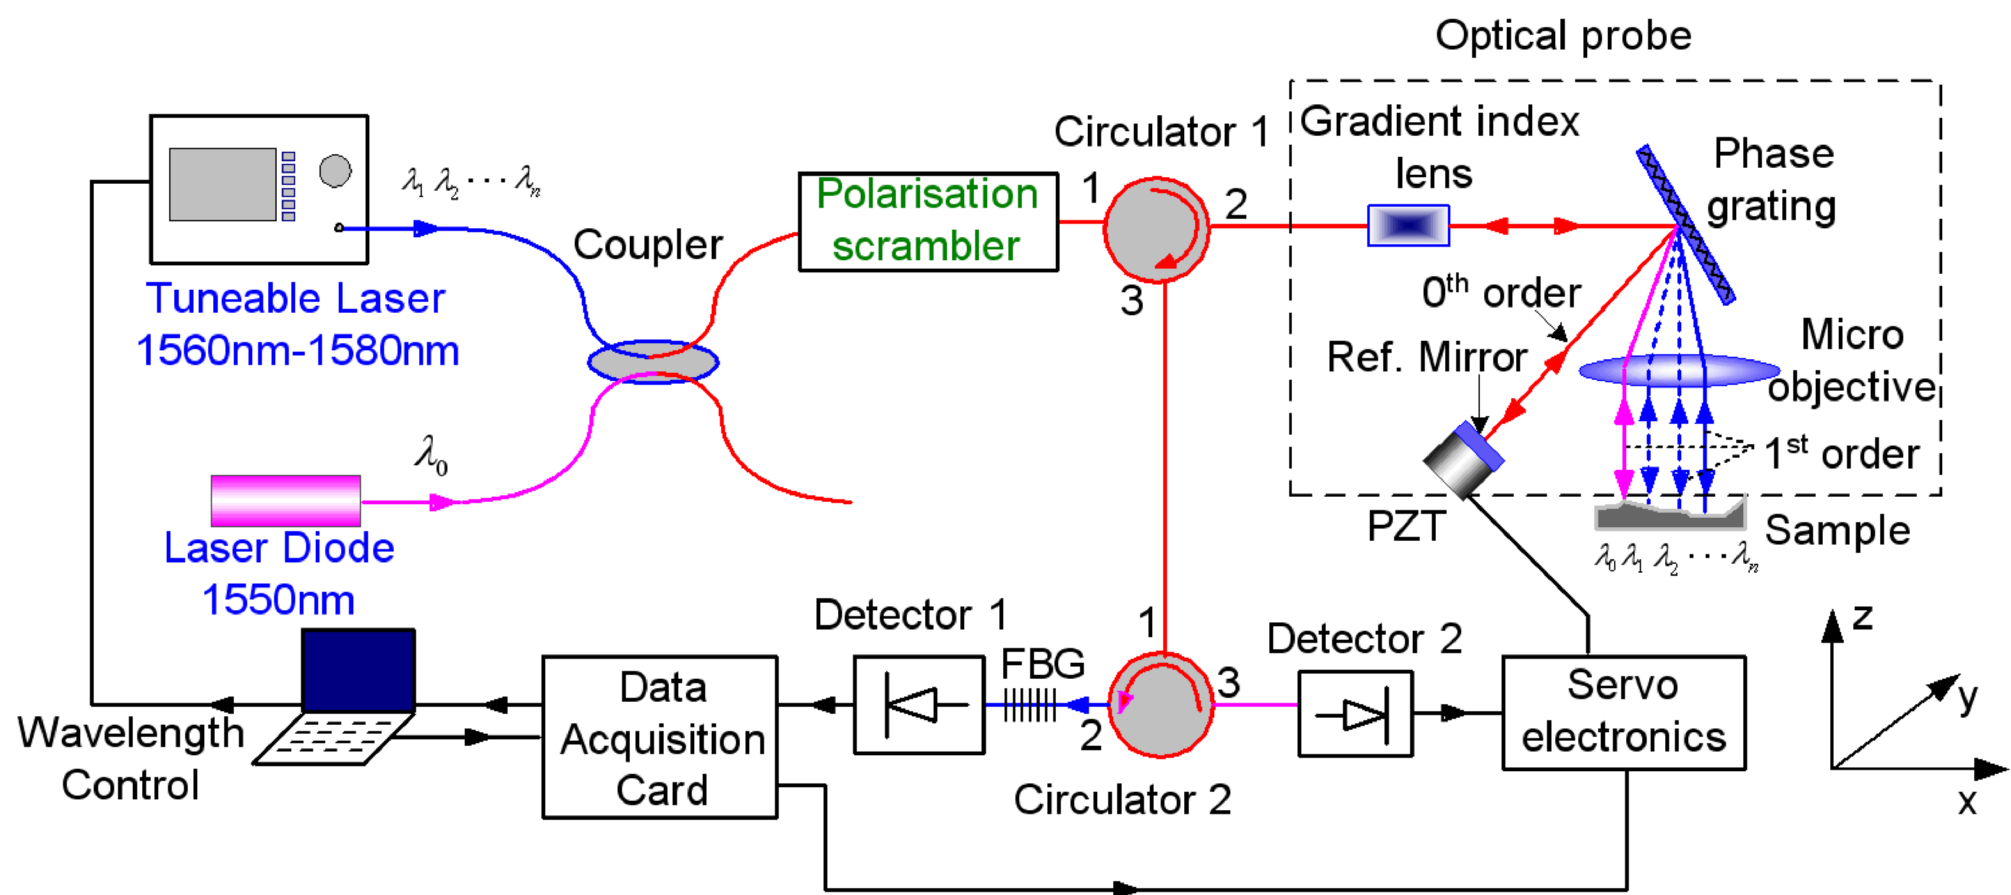 Optical probe
Circulator 1
Gradient index
lens
Phase
grating
λ1 λ2 ··· λn
Polarisation
scrambler
1
2
3
Coupler
Tuneable Laser
1560nm-1580nm
0th order
Ref. Mirror
Micro
objective
λ0
1st order
PZT
Sample
λ0 λ1 λ2 ··· λn
Laser Diode
1550nm
Detector 1
FBG
1
2
3
Detector 2
Circulator 2
Servo
electronics
Data
Acquisition
Card
Wavelength
Control
z
y
x